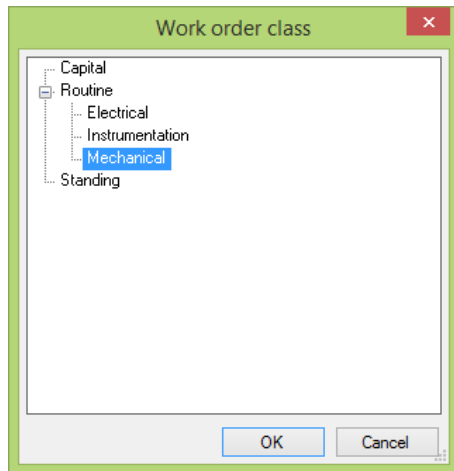 Work order class
Capital
Routine
Electrical
Instrumentation
Mechanical
Standing
OK Cancel